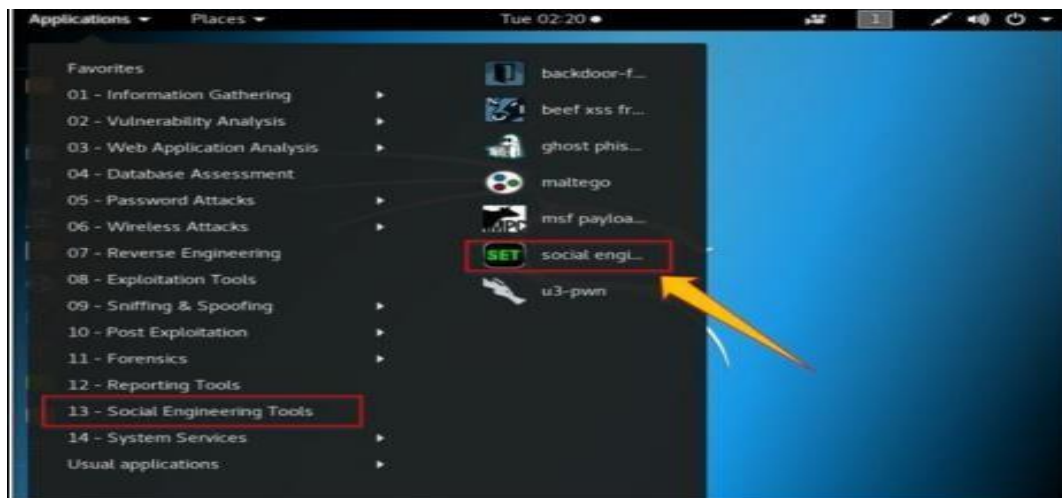 Applications Places Tue 02:20 1
Favorites
01 - Information Gathering
02 - Vulnerability Analysis
03 - Web Application Analysis
04 - Database Assessment
05 - Password Attacks
06 - Wireless Attacks
07 - Reverse Engineering
08 - Exploitation Tools
09 - Sniffing & Spoofing
10 - Post Exploitation
11 - Forensics
12 - Reporting Tools
13 - Social Engineering Tools
14 - System Services
Usual applications
backdoor-f...
beef xss fr...
ghost phis...
maltego
msf payloa...
SET social engi...
u3-pwn